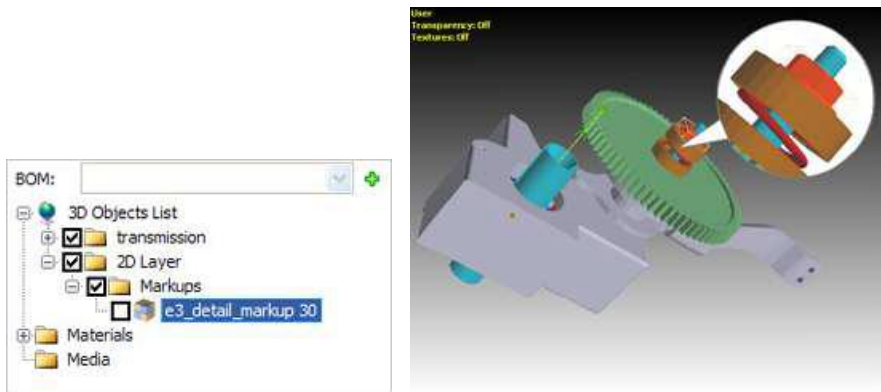 User
Transparency: Off
Textures: Off
BOM:
3D Objects List
transmission
2D Layer
Markups
e3_detail_markup 30
Materials
Media